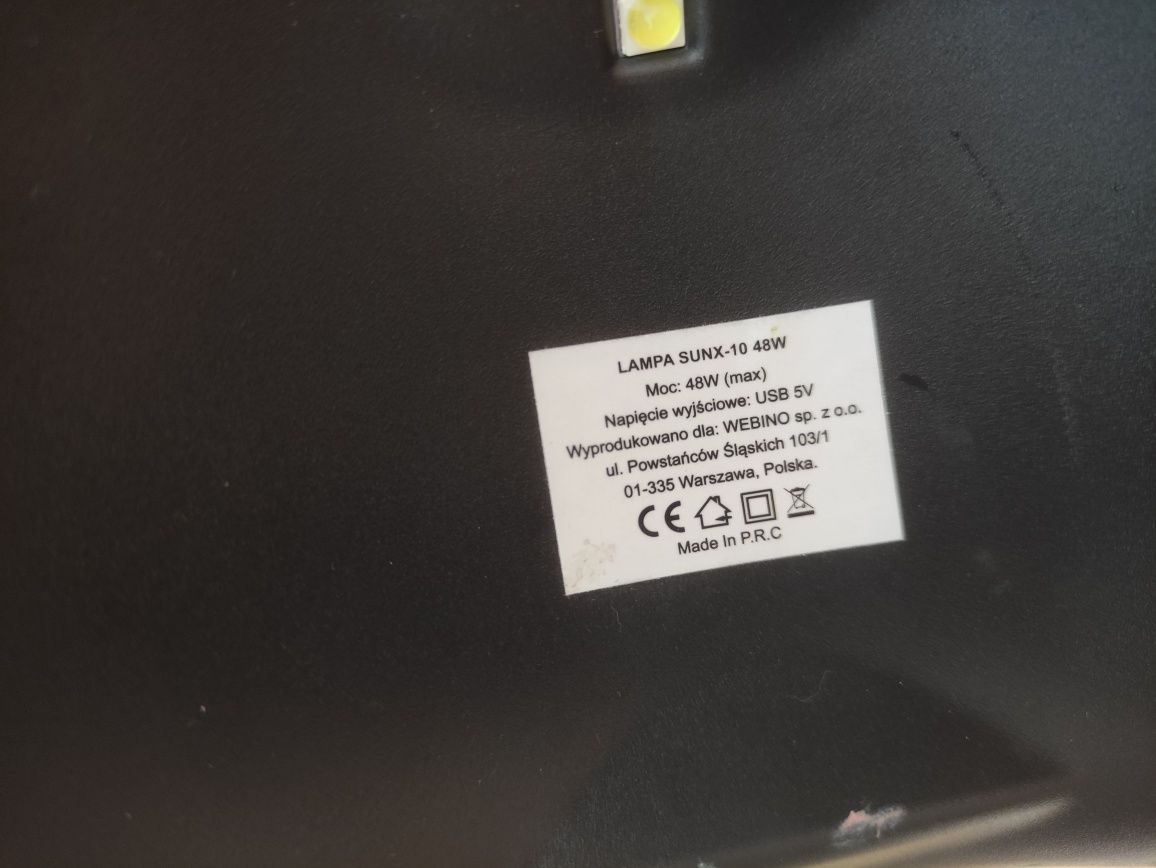 LAMPA SUNX-10 48W
Moc: 48W (max)
Napięcie wyjściowe: USB 5V
Wyprodukowano dla: WEBINO sp. z o.o.
ul. Powstańców Śląskich 103/1
01-335 Warszawa, Polska.
CE
Made In P.R.C